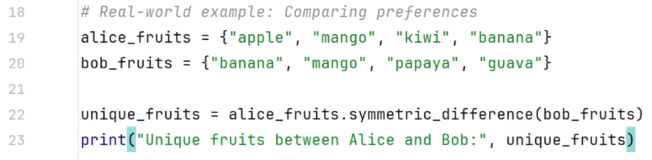 18 # Real-world example: Comparing preferences
19 alice_fruits = {"apple", "mango", "kiwi", "banana"}
20 bob_fruits = {"banana", "mango", "papaya", "guava"}
21
22 unique_fruits = alice_fruits.symmetric_difference(bob_fruits)
23 print("Unique fruits between Alice and Bob:", unique_fruits)